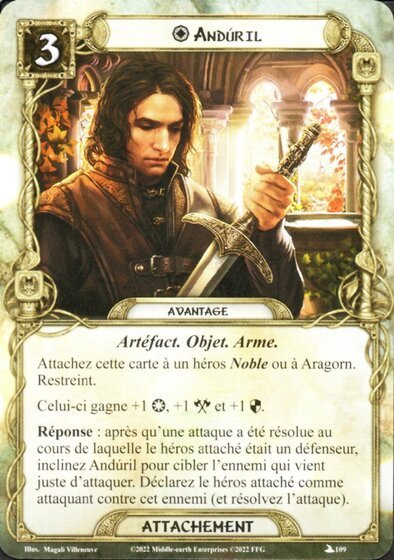 3
ANDÚRIL
AVANTAGE
Artéfact. Objet. Arme.
Attachez cette carte à un héros Noble ou à Aragorn.
Restreint.
Celui-ci gagne +1 , +1 et +1 .
Réponse : après qu'une attaque a été résolue au
cours de laquelle le héros attaché était un défenseur,
inclinez Andúril pour cibler l'ennemi qui vient
juste d'attaquer. Déclarez le héros attaché comme
attaquant contre cet ennemi (et résolvez l'attaque).
ATTACHEMENT
Illus. Magali Villeneuve ©2022 Middle-earth Enterprises ©2022 FFG 109